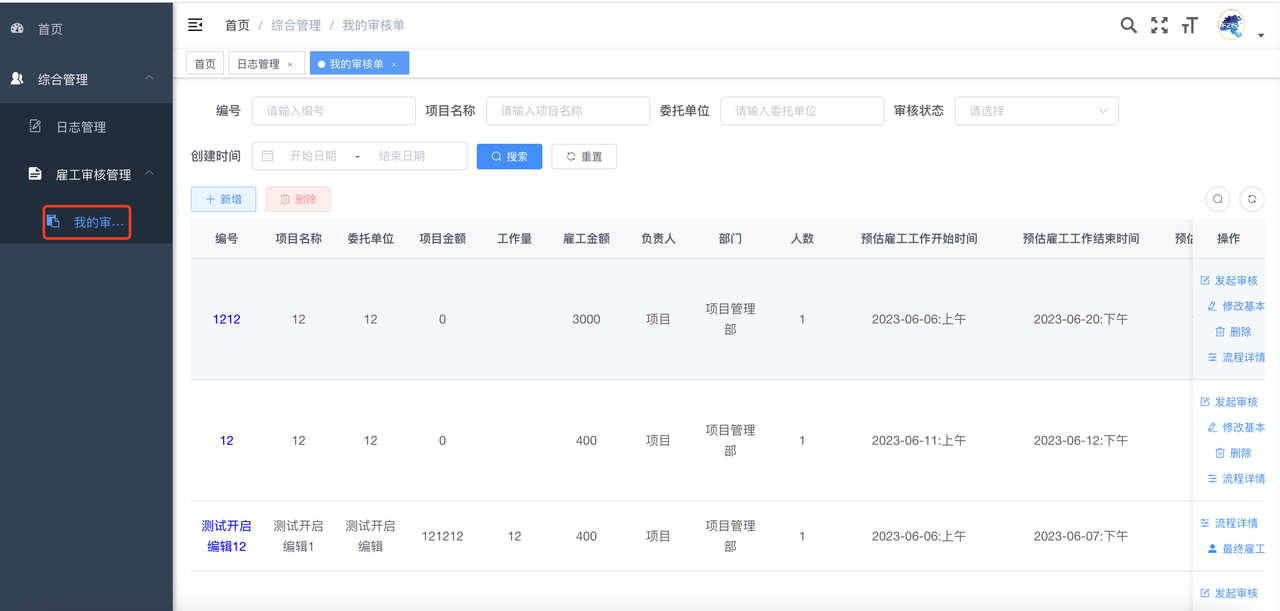 首页
综合管理
日志管理
雇工审核管理
我的审...
首页 / 综合管理 / 我的审核单
首页
日志管理 ×
我的审核单 ×
编号 请输入编号 项目名称 请输入项目名称 委托单位 请输入委托单位 审核状态 请选择
创建时间 开始日期 - 结束日期 搜索 重置
新增 删除
编号 项目名称 委托单位 项目金额 工作量 雇工金额 负责人 部门 人数 预估雇工工作开始时间 预估雇工工作结束时间 预估 操作
1212 12 12 0 3000 项目 项目管理部 1 2023-06-06:上午 2023-06-20:下午
发起审核
修改基本
删除
流程详情
12 12 12 0 400 项目 项目管理部 1 2023-06-11:上午 2023-06-12:下午
发起审核
修改基本
删除
流程详情
测试开启编辑12 测试开启编辑1 测试开启编辑 121212 12 400 项目 项目管理部 1 2023-06-06:上午 2023-06-07:下午
流程详情
最终雇工
发起审核